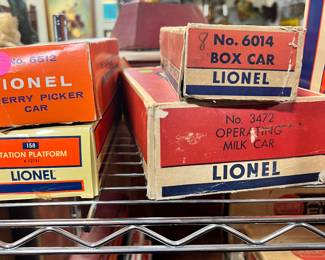 No. 6512
LIONEL
ERRY PICKER
CAR
158
TATION PLATFORM
LIONEL
8 No. 6014
BOX CAR
LIONEL
No. 3472
OPERATING
MILK CAR
LIONEL